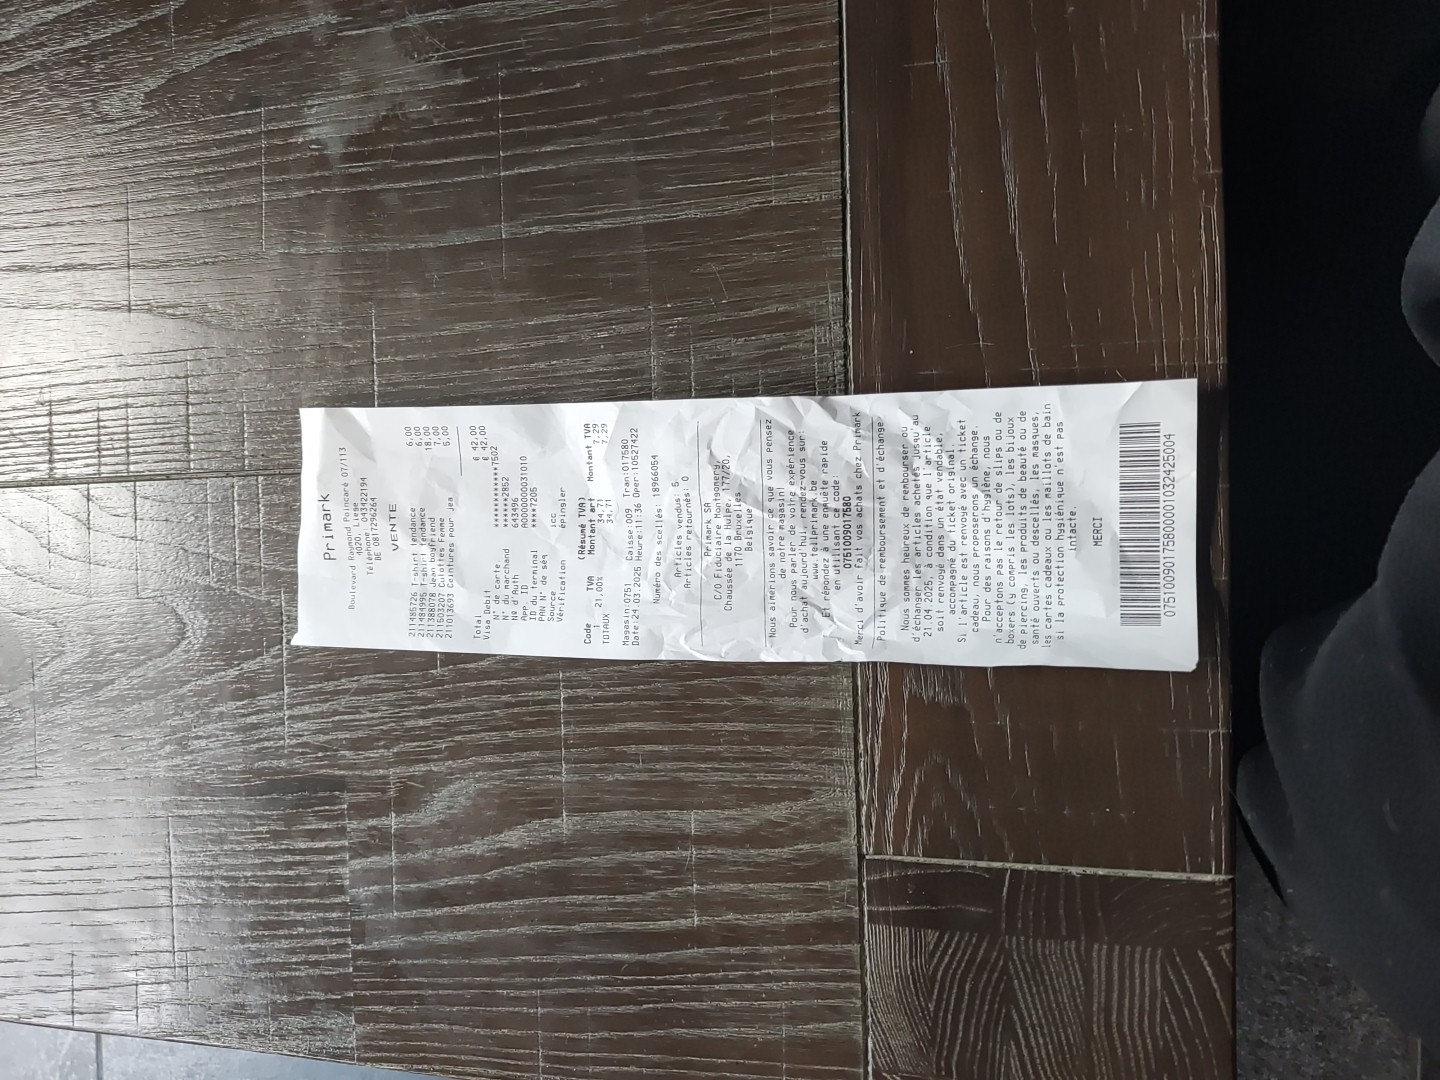 Primark
Boulevard Raymond Poincaré 07/113
4020, Liege
Téléphone : 043422194
BE 0817296264
VENTE
211485726 T-shirt tendance 6,00
211484995 T-shirt tendance 6,00
211388078 Jean boyfriend 18,00
211503207 Culottes Femme 7,00
211013693 Ceintures pour jea 5,00
Total € 42,00
Visa Debit € 42,00
N° de carte ************7502
N° du marchand ******2852
N° d'Auth 643496
App. ID A0000000031010
ID du terminal ****7205
PAN N° de séq
Source icc
Vérification épingler
(Résumé TVA)
Code TVA Montant net Montant TVA
1 21,00% 34,71 7,29
TOTAUX 34,71 7,29
Magasin:0751 Caisse:009 Tran:017580
Date:24.03.2025 Heure:11:36 Oper:10527422
Numéro des scellés: 18966054
Articles vendus: 5
Articles retournés: 0
Primark SA
C/O Fiduciaire Montgomery
Chaussée de la Hulpe, 177/20,
1170 Bruxelles
Belgique
Nous aimerions savoir ce que vous pensez
de notre magasin!
Pour nous parler de votre expérience
d'achat aujourd'hui, rendez-vous sur:
www.tellprimark.be
Et répondez à une enquête rapide
en utilisant ce code:
0751009017580
Merci d'avoir fait vos achats chez Primark
Politique de remboursement et d'échange
Nous sommes heureux de rembourser ou
d'échanger les articles achetés jusqu'au
21.04.2025, à condition que l'article
soit renvoyé dans un état vendable,
accompagné du ticket original.
Si l'article est renvoyé avec un ticket
cadeau, nous proposerons un échange.
Pour des raisons d'hygiène, nous
n'acceptons pas le retour de slips ou de
boxers (y compris les lots), les bijoux
de piercing, les produits de beauté ou de
santé ouverts ou descellés, les masques,
les cartes cadeaux ou les maillots de bain
si la protection hygiénique n'est pas
intacte.
MERCI
07510090175800001032425004